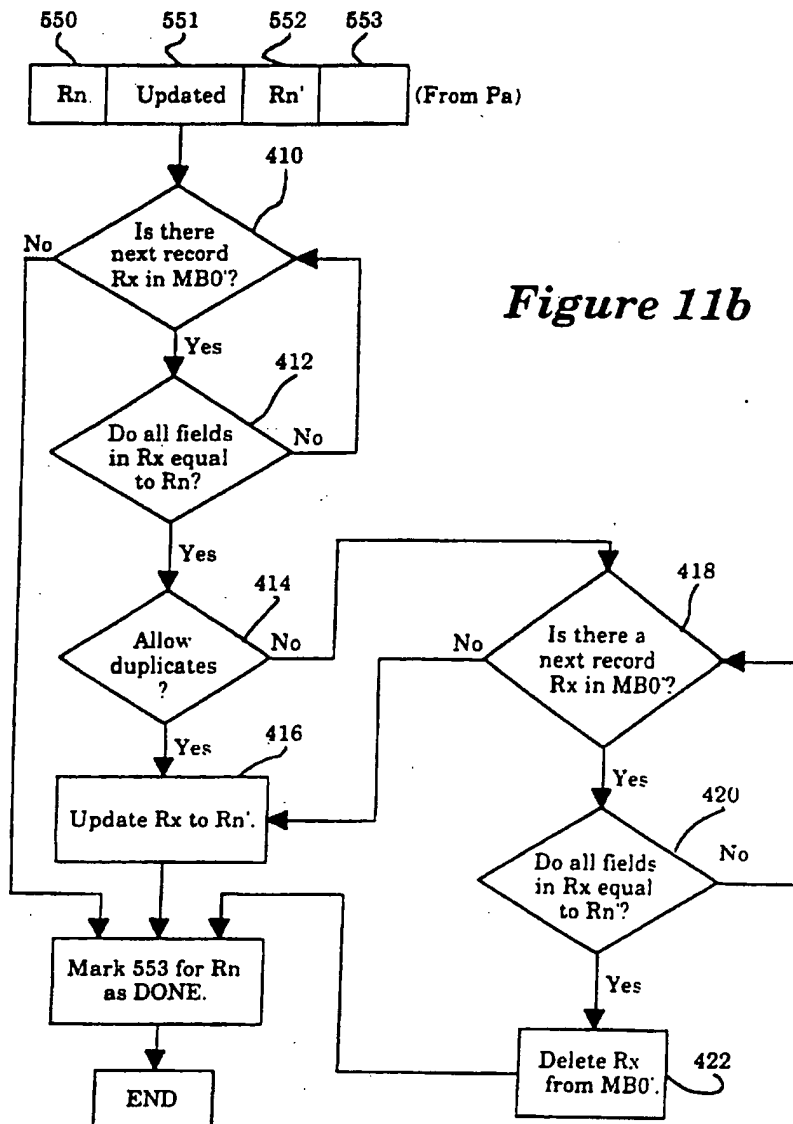 550 551 552 553
Rn Updated Rn' (From Pa)
410
Is there
next record
Rx in MB0'?
No
Yes
Figure 11b
412
Do all fields
in Rx equal
to Rn?
No
Yes
414
Allow
duplicates
?
No
Yes
416
Update Rx to Rn'.
418
Is there a
next record
Rx in MB0'?
No
Yes
420
Do all fields
in Rx equal
to Rn'?
No
Yes
Delete Rx
from MB0'.
422
Mark 553 for Rn
as DONE.
END